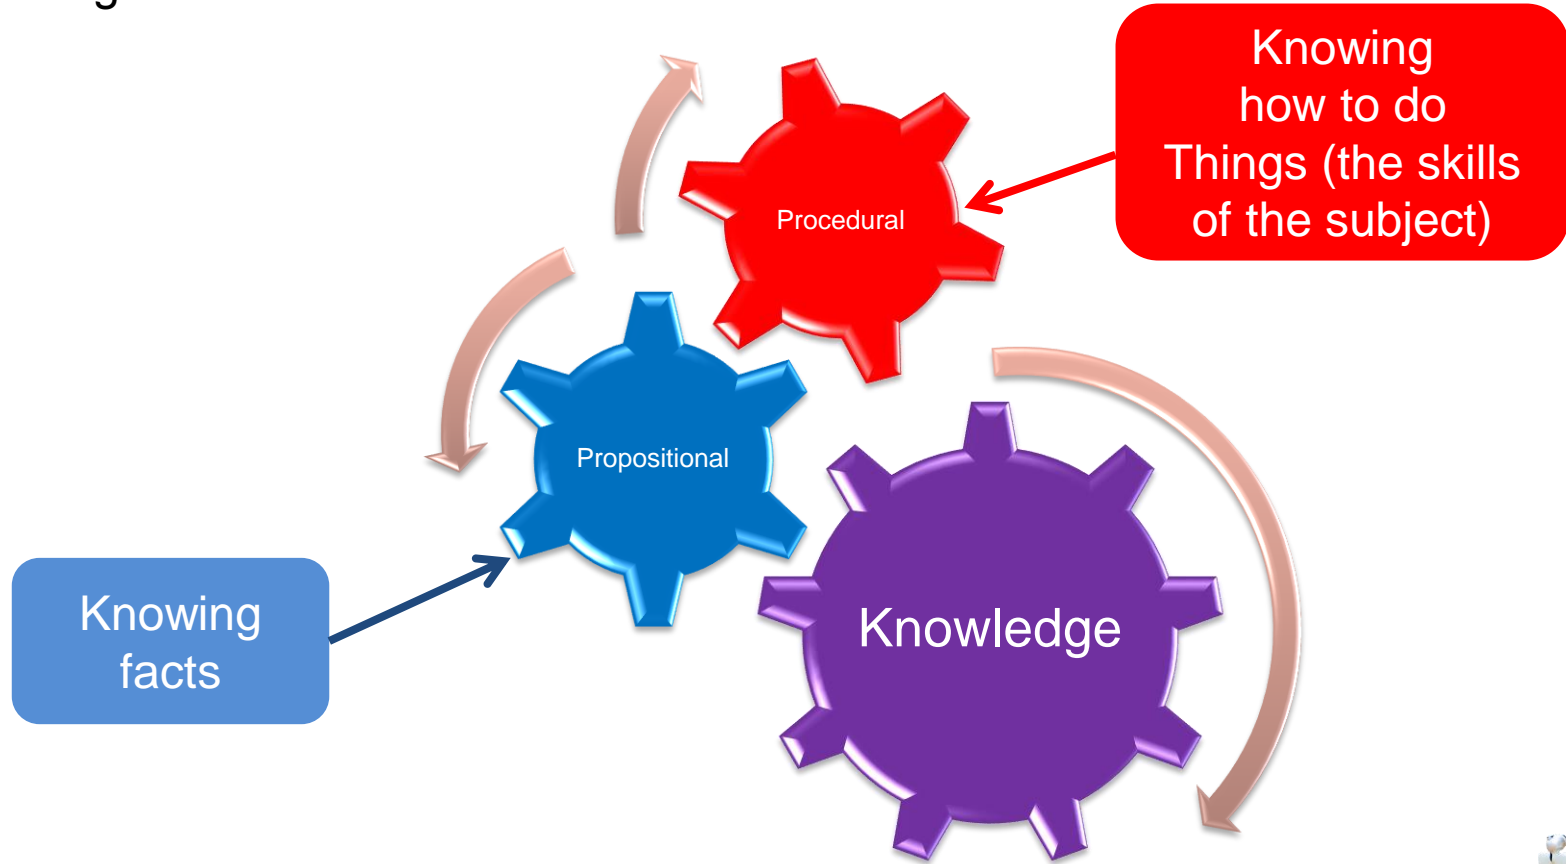 Knowing
how to do
Things (the skills
of the subject)
Procedural
Propositional
Knowing
facts
Knowledge